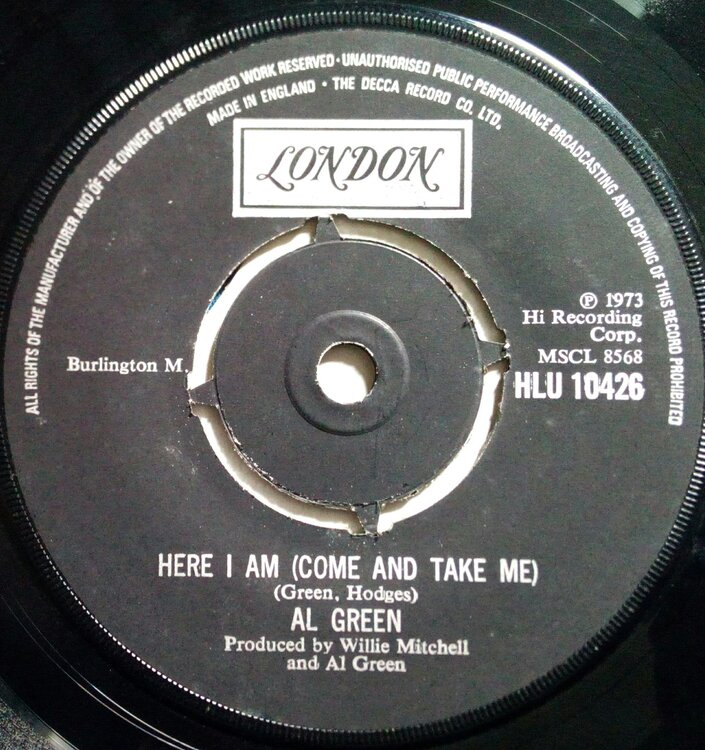 ALL RIGHTS OF THE MANUFACTURER AND OF THE OWNER OF THE RECORDED WORK RESERVED · UNAUTHORISED PUBLIC PERFORMANCE BROADCASTING AND COPYING OF THIS RECORD PROHIBITED
MADE IN ENGLAND · THE DECCA RECORD CO. LTD.
LONDON
℗ 1973
Hi Recording
Corp.
MSCL 8568
HLU 10426
Burlington M.
HERE I AM (COME AND TAKE ME)
(Green, Hodges)
AL GREEN
Produced by Willie Mitchell
and Al Green